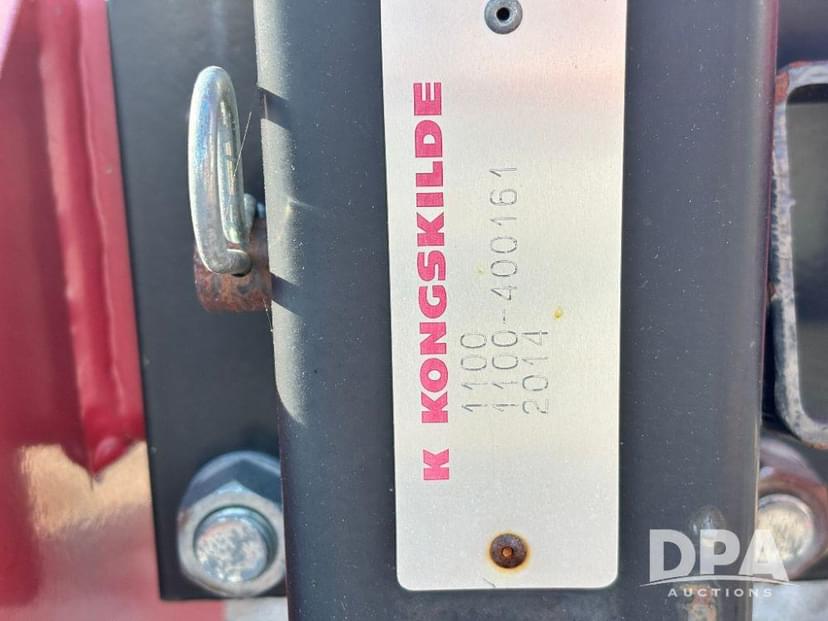 K KONGSKILDE
1100
1100-400161
2014
DPA
AUCTIONS